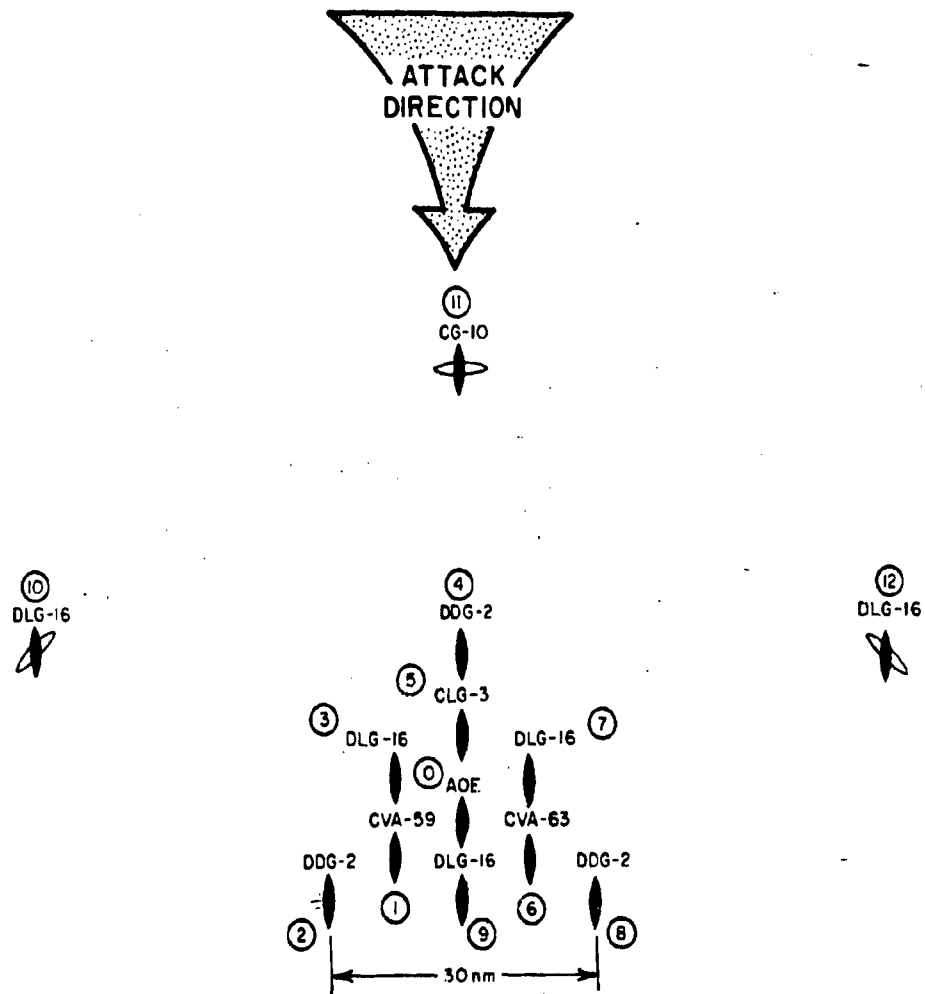 ATTACK
DIRECTION
11
CG-10
10
DLG-16
4
DDG-2
12
DLG-16
5
CLG-3
3
DLG-16
7
DLG-16
0
AOE
CVA-59
CVA-63
DDG-2
DLG-16
DDG-2
1
6
2
9
8
30 nm